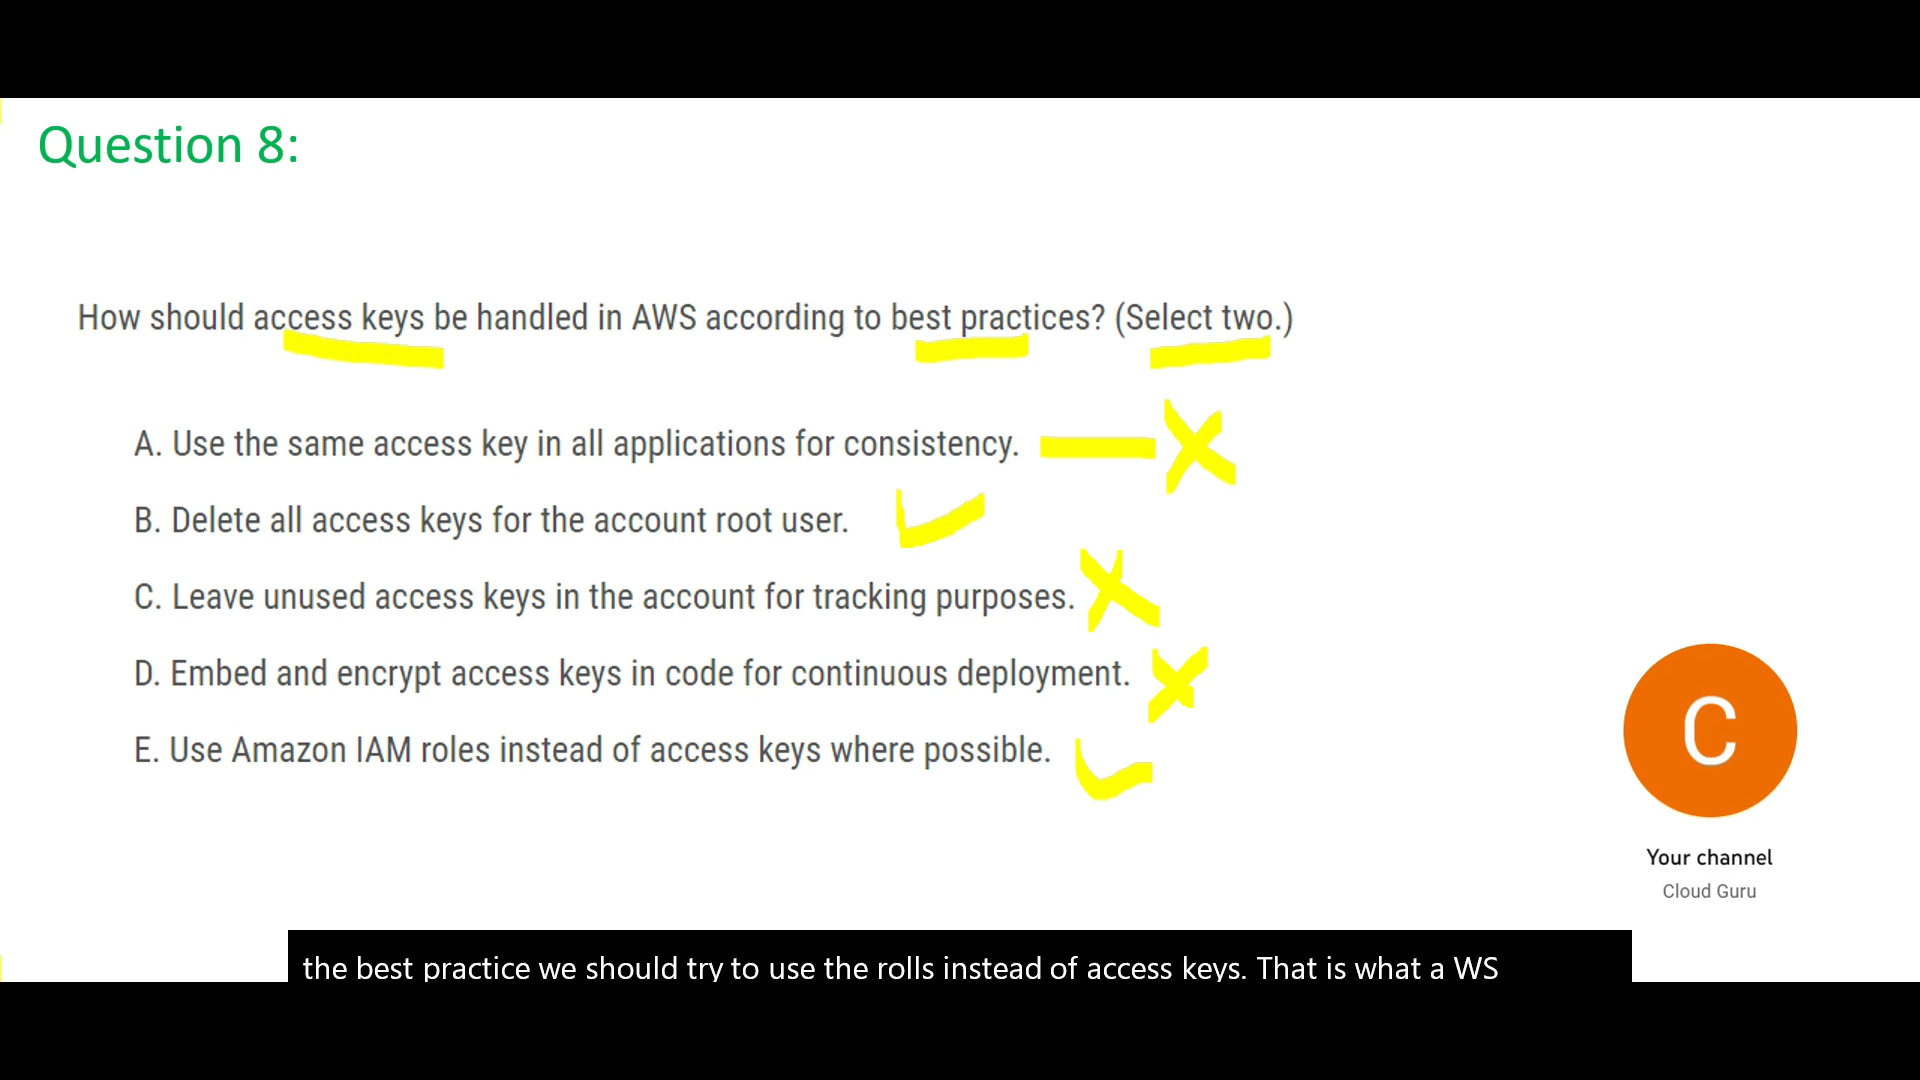 Question 8:
How should access keys be handled in AWS according to best practices? (Select two.)
A. Use the same access key in all applications for consistency.
B. Delete all access keys for the account root user.
C. Leave unused access keys in the account for tracking purposes.
D. Embed and encrypt access keys in code for continuous deployment.
E. Use Amazon IAM roles instead of access keys where possible.
C
Your channel
Cloud Guru
the best practice we should try to use the rolls instead of access keys. That is what a WS